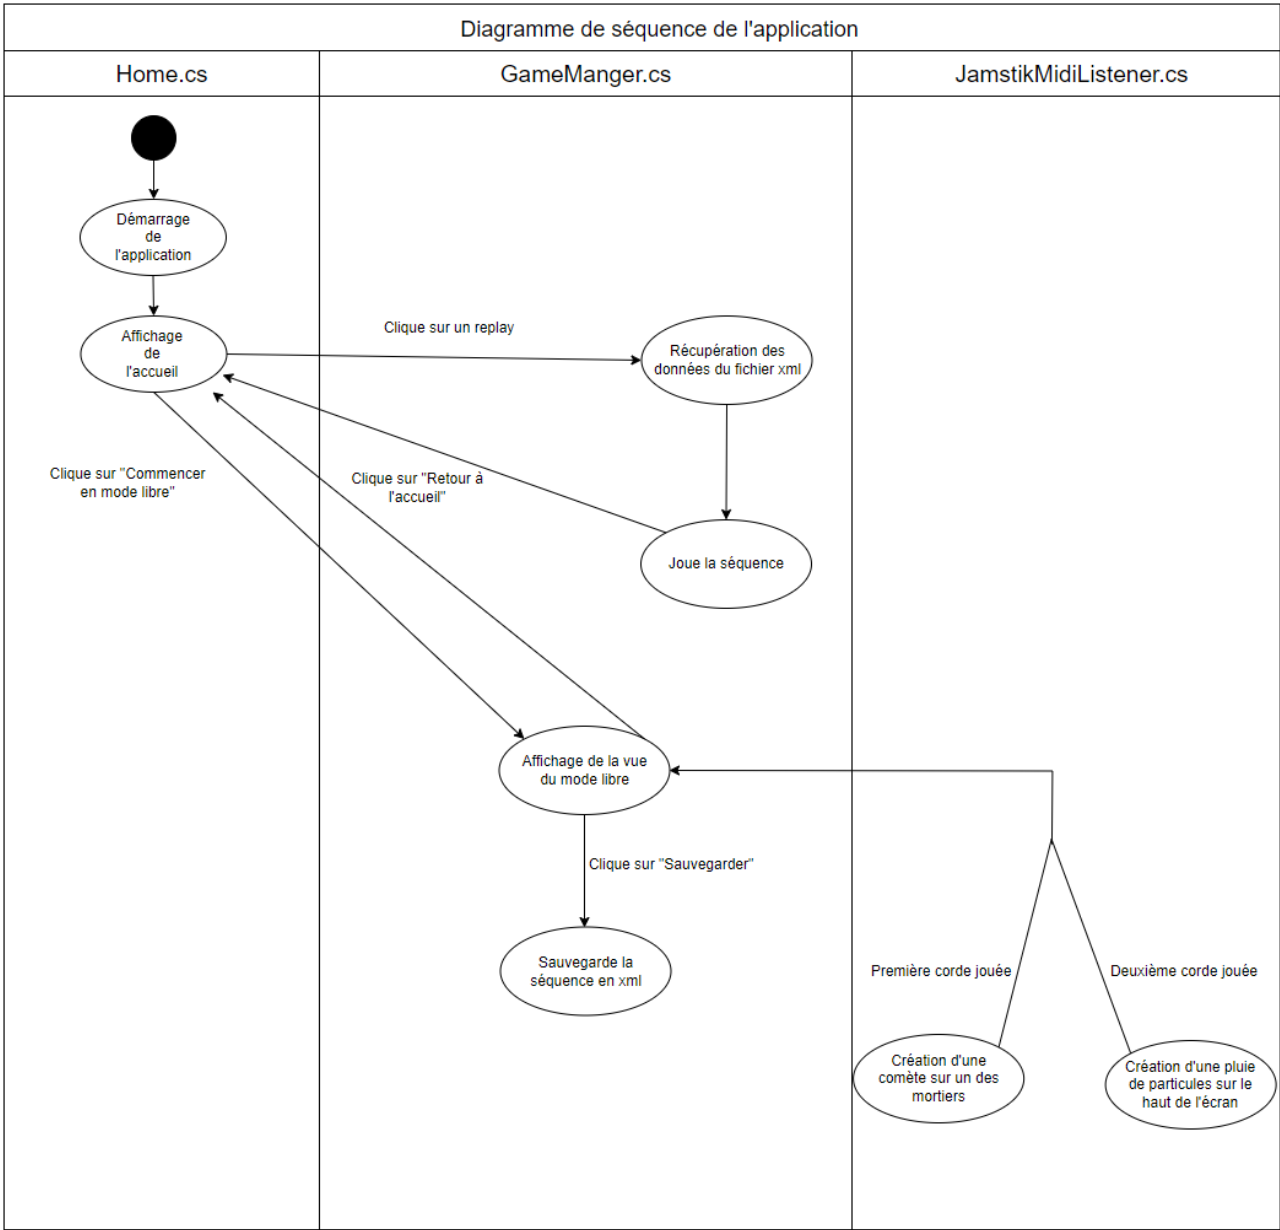 Diagramme de séquence de l'application
Home.cs
GameManger.cs
JamstikMidiListener.cs
Démarrage
de
l'application
Affichage
de
l'accueil
Clique sur un replay
Récupération des
données du fichier xml
Clique sur "Commencer
en mode libre"
Clique sur "Retour à
l'accueil"
Joue la séquence
Affichage de la vue
du mode libre
Clique sur "Sauvegarder"
Sauvegarde la
séquence en xml
Première corde jouée
Deuxième corde jouée
Création d'une
comète sur un des
mortiers
Création d'une pluie
de particules sur le
haut de l'écran